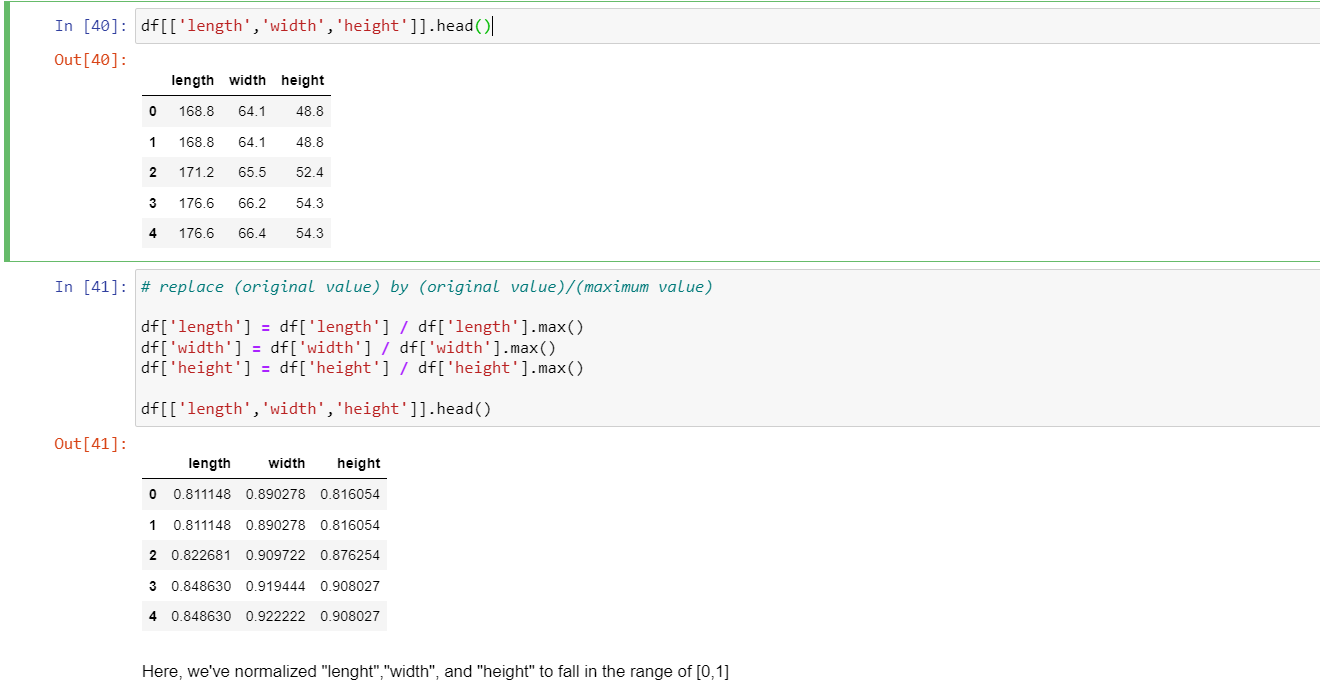 In [40]: df[['length','width','height']].head()
Out[40]:
length width height
0 168.8 64.1 48.8
1 168.8 64.1 48.8
2 171.2 65.5 52.4
3 176.6 66.2 54.3
4 176.6 66.4 54.3
In [41]: # replace (original value) by (original value)/(maximum value)
df['length'] = df['length'] / df['length'].max()
df['width'] = df['width'] / df['width'].max()
df['height'] = df['height'] / df['height'].max()
df[['length','width','height']].head()
Out[41]:
length width height
0 0.811148 0.890278 0.816054
1 0.811148 0.890278 0.816054
2 0.822681 0.909722 0.876254
3 0.848630 0.919444 0.908027
4 0.848630 0.922222 0.908027
Here, we've normalized "lenght","width", and "height" to fall in the range of [0,1]